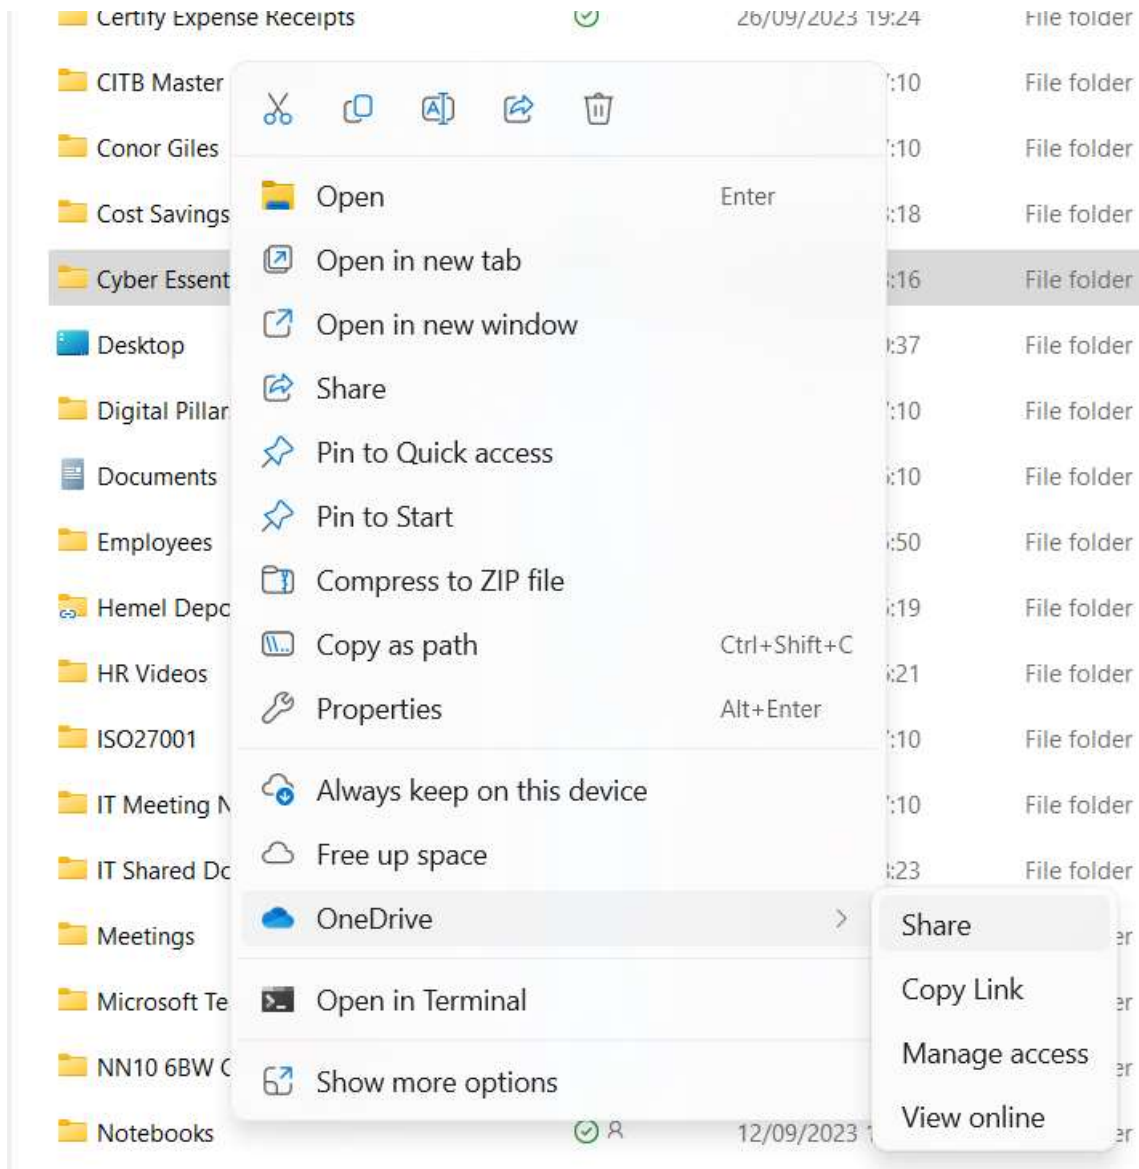 Certify Expense Receipts 26/09/2023 19:24 File folder
CITB Master :10 File folder
Conor Giles :10 File folder
Open Enter
Cost Savings :18 File folder
Open in new tab
Cyber Essent :16 File folder
Open in new window
Desktop :37 File folder
Share
Digital Pillar :10 File folder
Pin to Quick access
Documents :10 File folder
Pin to Start
Employees :50 File folder
Compress to ZIP file
Hemel Depo :19 File folder
Copy as path Ctrl+Shift+C
HR Videos :21 File folder
Properties Alt+Enter
ISO27001 :10 File folder
Always keep on this device
IT Meeting N :10 File folder
Free up space
IT Shared Do :23 File folder
OneDrive
Share
Meetings er
Copy Link
Microsoft Te Open in Terminal er
Manage access
NN10 6BW er
Show more options
View online
Notebooks 12/09/2023 er